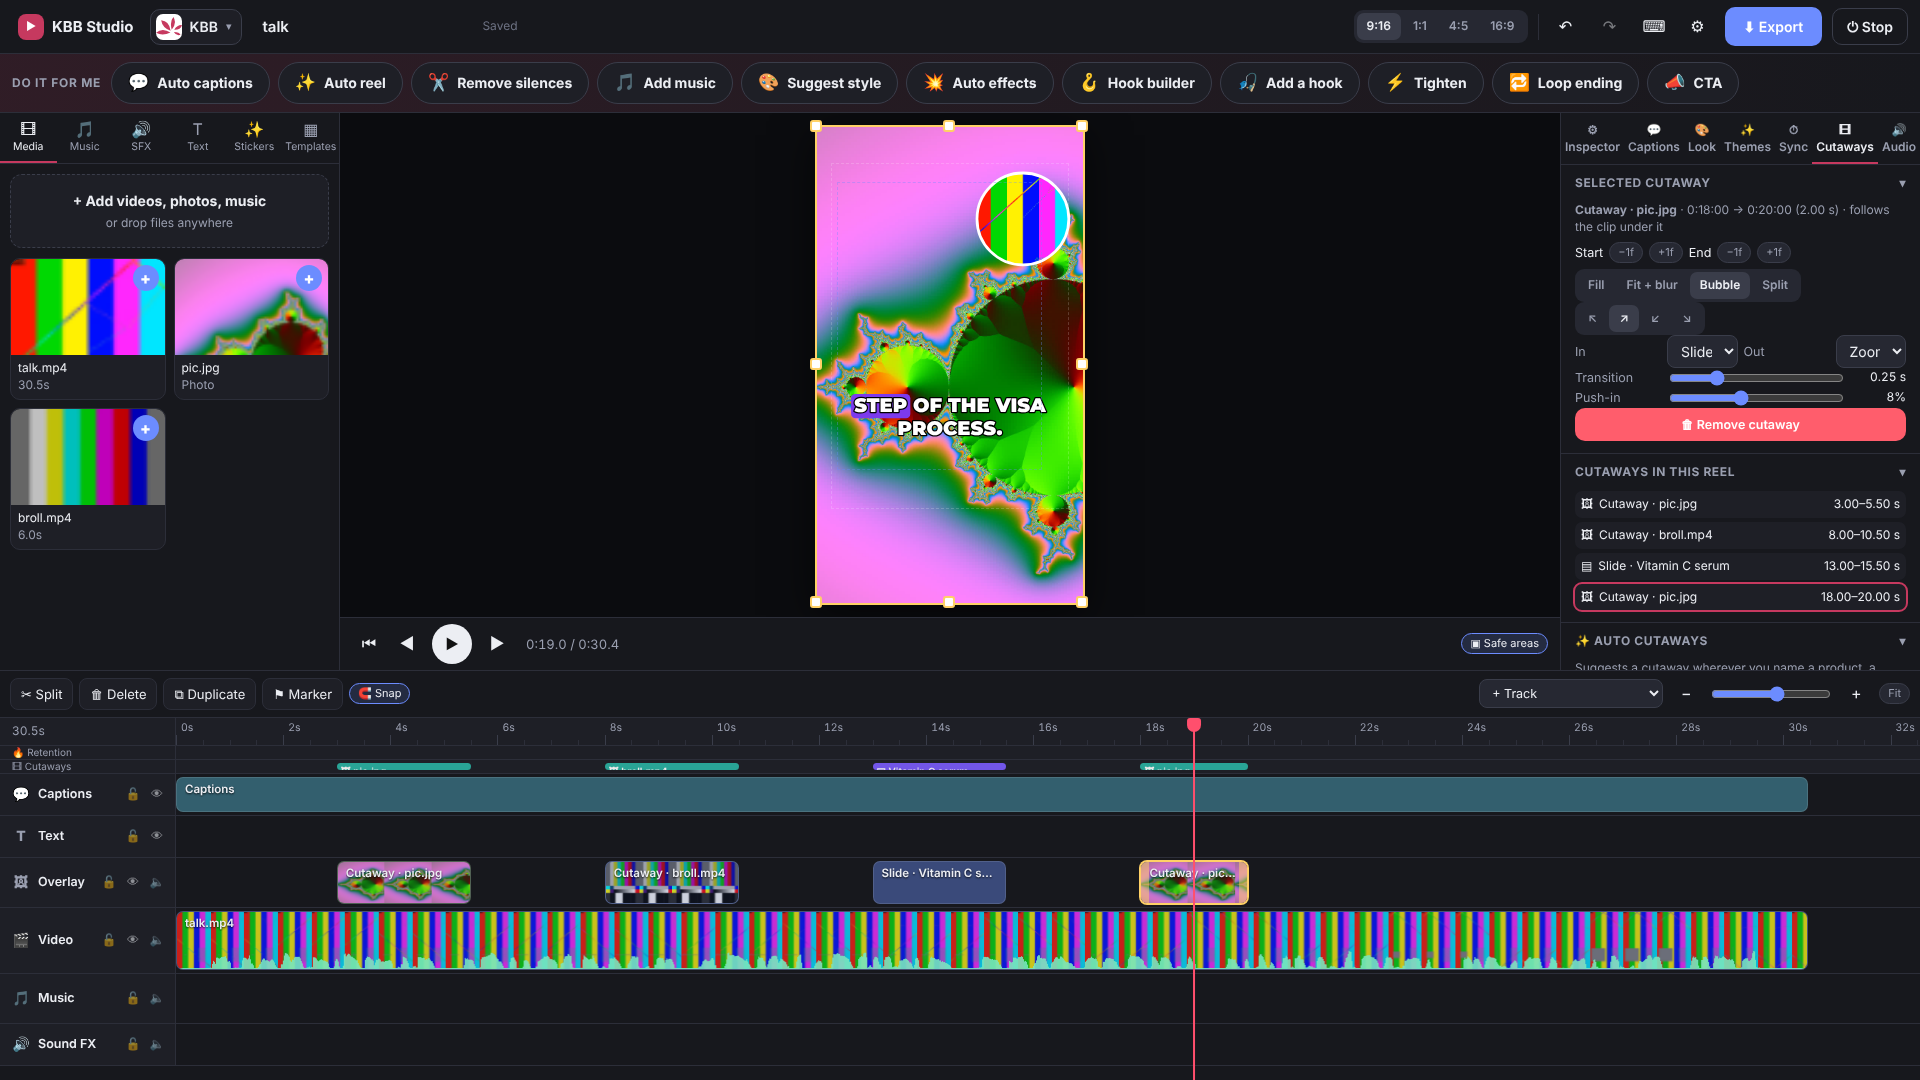 KBB Studio
KBB
talk
Saved
9:16 1:1 4:5 16:9
Export
Stop
DO IT FOR ME
Auto captions
Auto reel
Remove silences
Add music
Suggest style
Auto effects
Hook builder
Add a hook
Tighten
Loop ending
CTA
Media Music SFX Text Stickers Templates
+ Add videos, photos, music
or drop files anywhere
talk.mp4
30.5s
pic.jpg
Photo
broll.mp4
6.0s
STEP OF THE VISA
PROCESS.
0:19.0 / 0:30.4
Safe areas
Inspector Captions Look Themes Sync Cutaways Audio
SELECTED CUTAWAY
Cutaway · pic.jpg · 0:18:00 → 0:20:00 (2.00 s) · follows
the clip under it
Start −1f +1f End −1f +1f
Fill Fit + blur Bubble Split
In Slide Out Zoor
Transition 0.25 s
Push-in 8%
Remove cutaway
CUTAWAYS IN THIS REEL
Cutaway · pic.jpg 3.00–5.50 s
Cutaway · broll.mp4 8.00–10.50 s
Slide · Vitamin C serum 13.00–15.50 s
Cutaway · pic.jpg 18.00–20.00 s
AUTO CUTAWAYS
Suggests a cutaway wherever you name a product, a
Split
Delete
Duplicate
Marker
Snap
+ Track
− + Fit
30.5s
0s 2s 4s 6s 8s 10s 12s 14s 16s 18s 20s 22s 24s 26s 28s 30s 32s
Retention
Cutaways
Captions
Captions
Text
Overlay
Cutaway · pic.jpg
Cutaway · broll.mp4
Slide · Vitamin C s...
Cutaway · pic...
Video
talk.mp4
Music
Sound FX